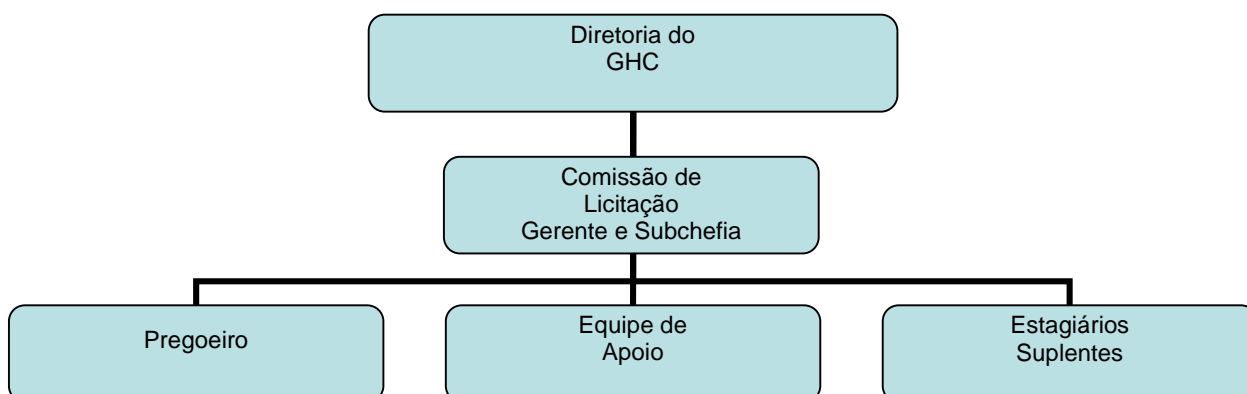 Diretoria do
GHC
Comissão de
Licitação
Gerente e Subchefia
Pregoeiro
Equipe de
Apoio
Estagiários
Suplentes